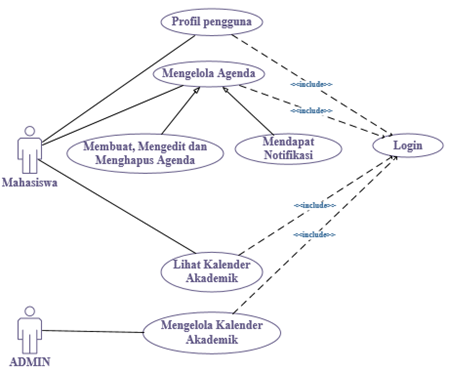 Profil pengguna
Mengelola Agenda
<<include>>
<<include>>
Membuat, Mengedit dan
Menghapus Agenda
Mendapat
Notifikasi
Login
Mahasiswa
<<include>>
<<include>>
Lihat Kalender
Akademik
Mengelola Kalender
Akademik
ADMIN